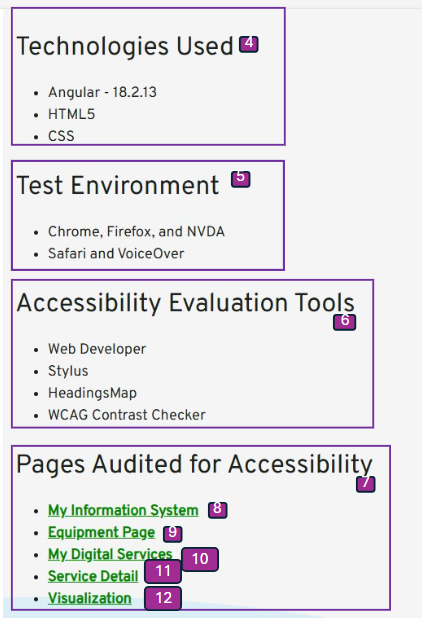 Technologies Used 4
Angular - 18.2.13
HTML5
CSS
Test Environment 5
Chrome, Firefox, and NVDA
Safari and VoiceOver
Accessibility Evaluation Tools
6
Web Developer
Stylus
HeadingsMap
WCAG Contrast Checker
Pages Audited for Accessibility
7
My Information System 8
Equipment Page 9
My Digital Services 10
Service Detail 11
Visualization 12